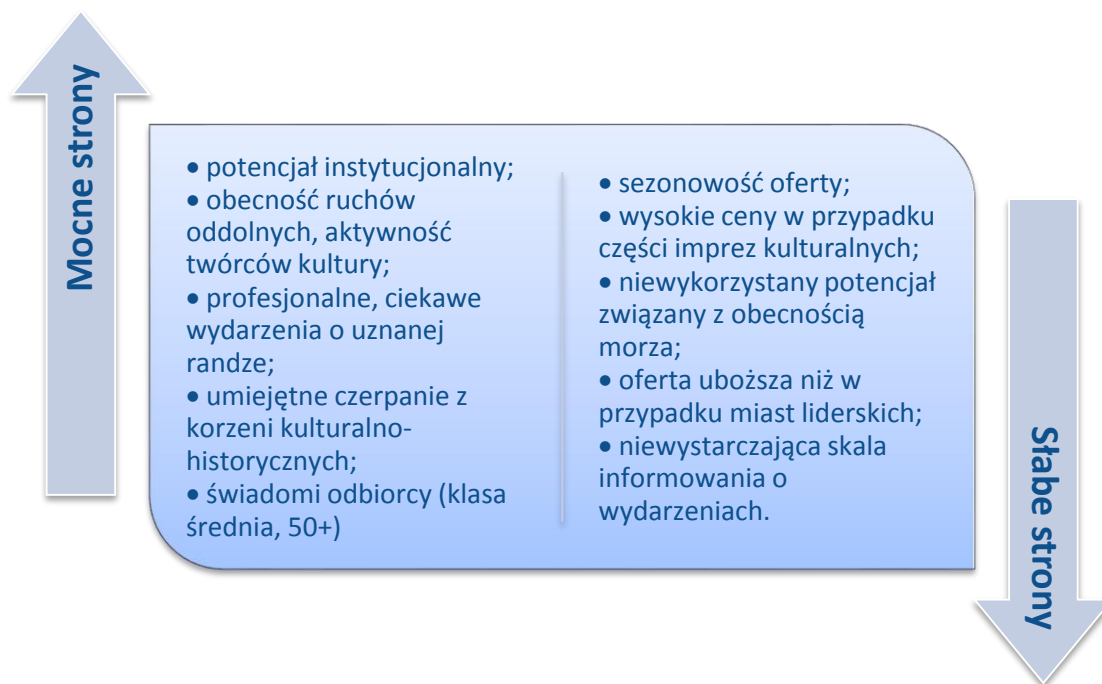 Mocne strony
• potencjał instytucjonalny;
• obecność ruchów
oddolnych, aktywność
twórców kultury;
• profesjonalne, ciekawe
wydarzenia o uznanej
randze;
• umiejętne czerpanie z
korzeni kulturalno-
historycznych;
• świadomi odbiorcy (klasa
średnia, 50+)
• sezonowość oferty;
• wysokie ceny w przypadku
części imprez kulturalnych;
• niewykorzystany potencjał
związany z obecnością
morza;
• oferta uboższa niż w
przypadku miast liderskich;
• niewystarczająca skala
informowania o
wydarzeniach.
Słabe strony